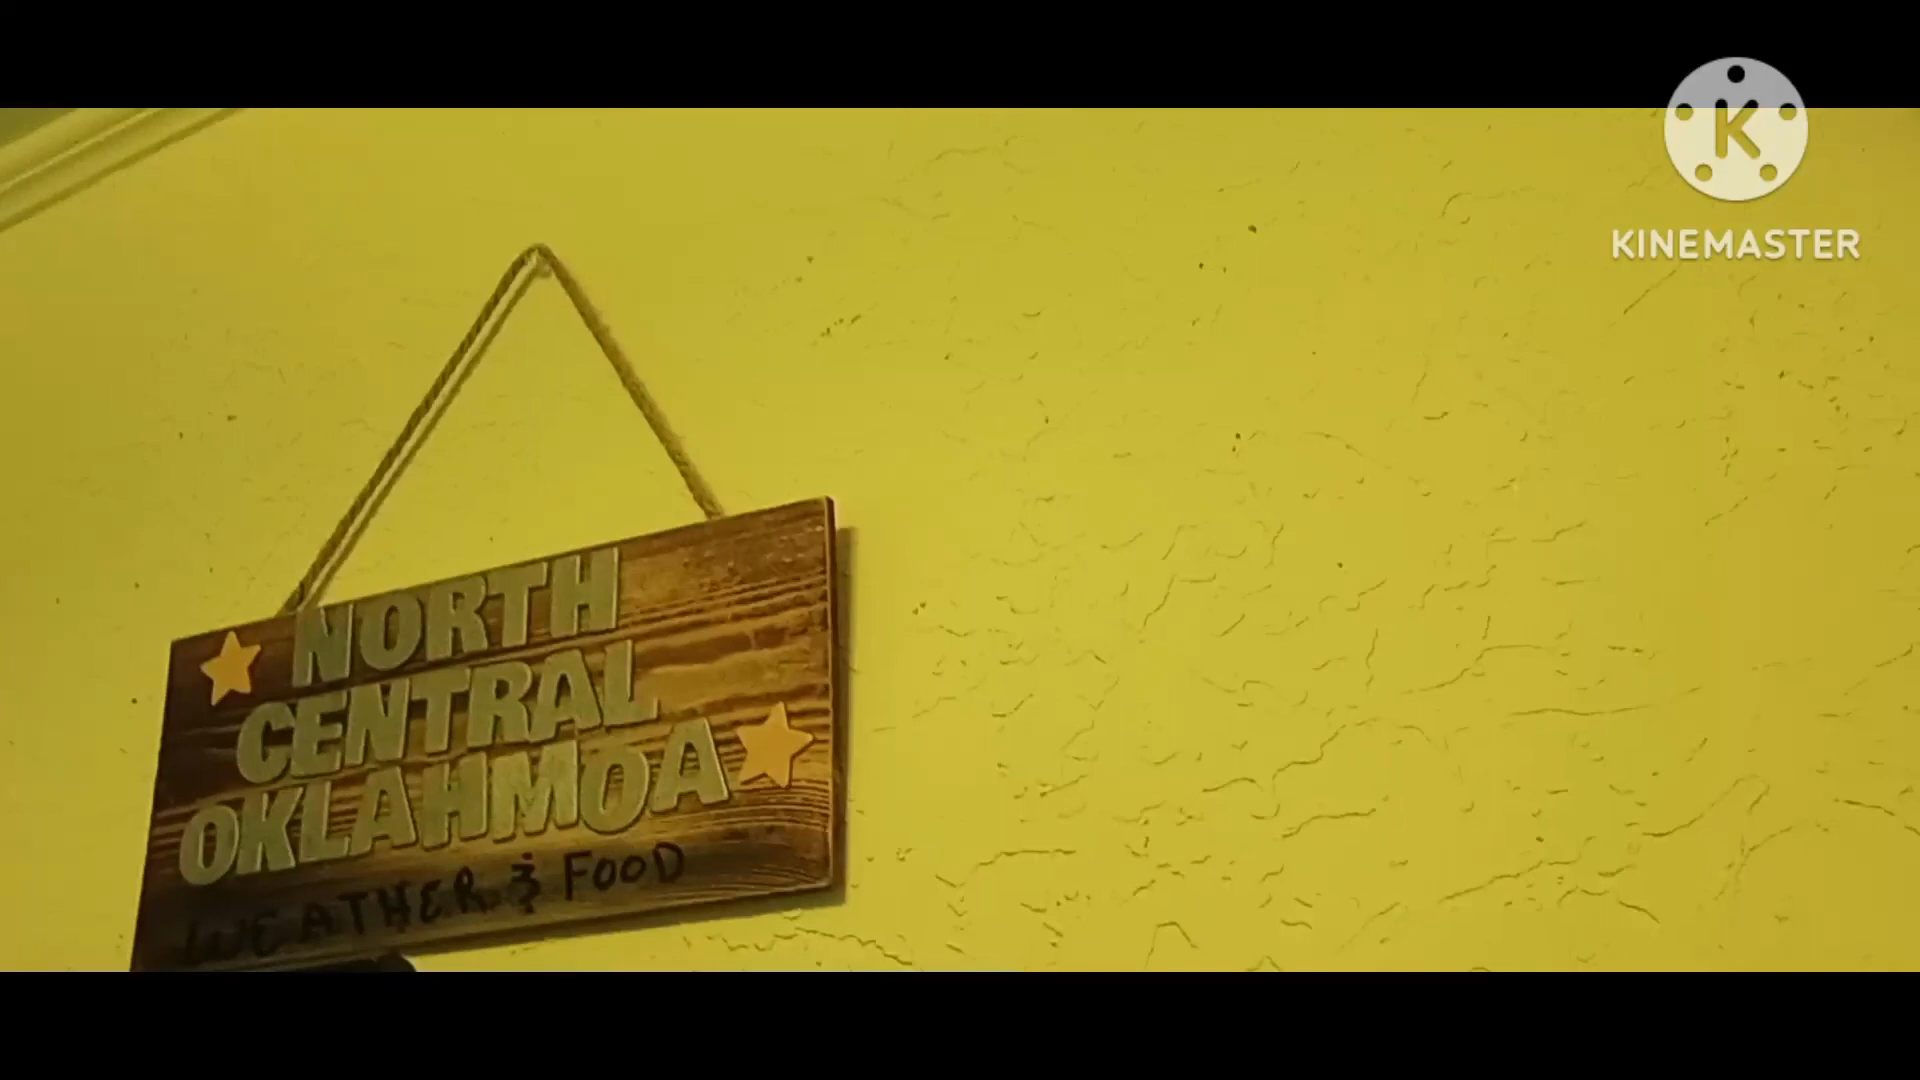 K
KINEMASTER
NORTH
CENTRAL
OKLAHMOA
WEATHER & FOOD